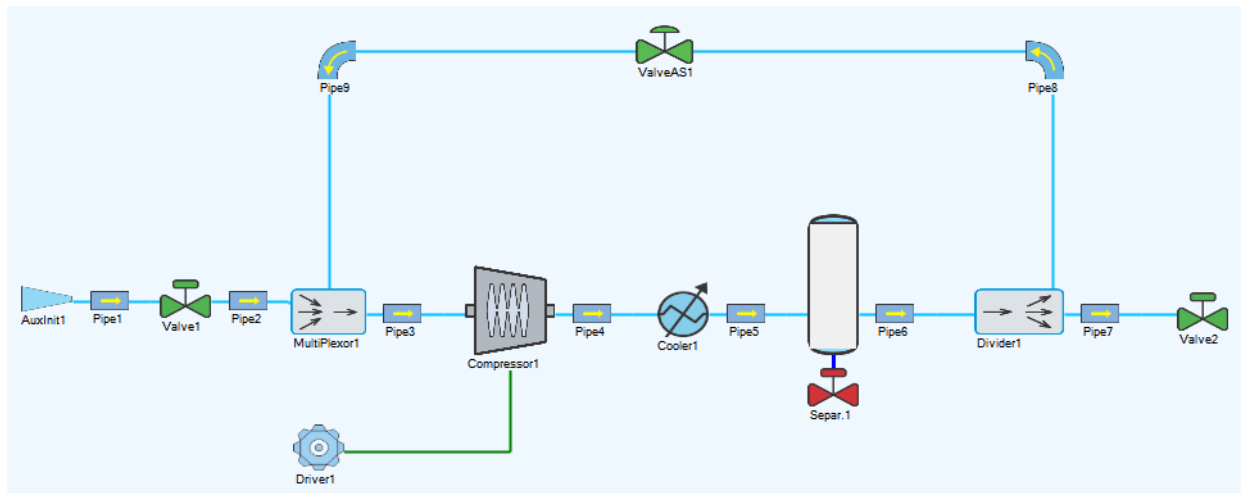 ValveAS1
Pipe9
Pipe8
AuxInit1
Pipe1
Valve1
Pipe2
MultiPlexor1
Pipe3
Compressor1
Pipe4
Cooler1
Pipe5
Separ.1
Pipe6
Divider1
Pipe7
Valve2
Driver1